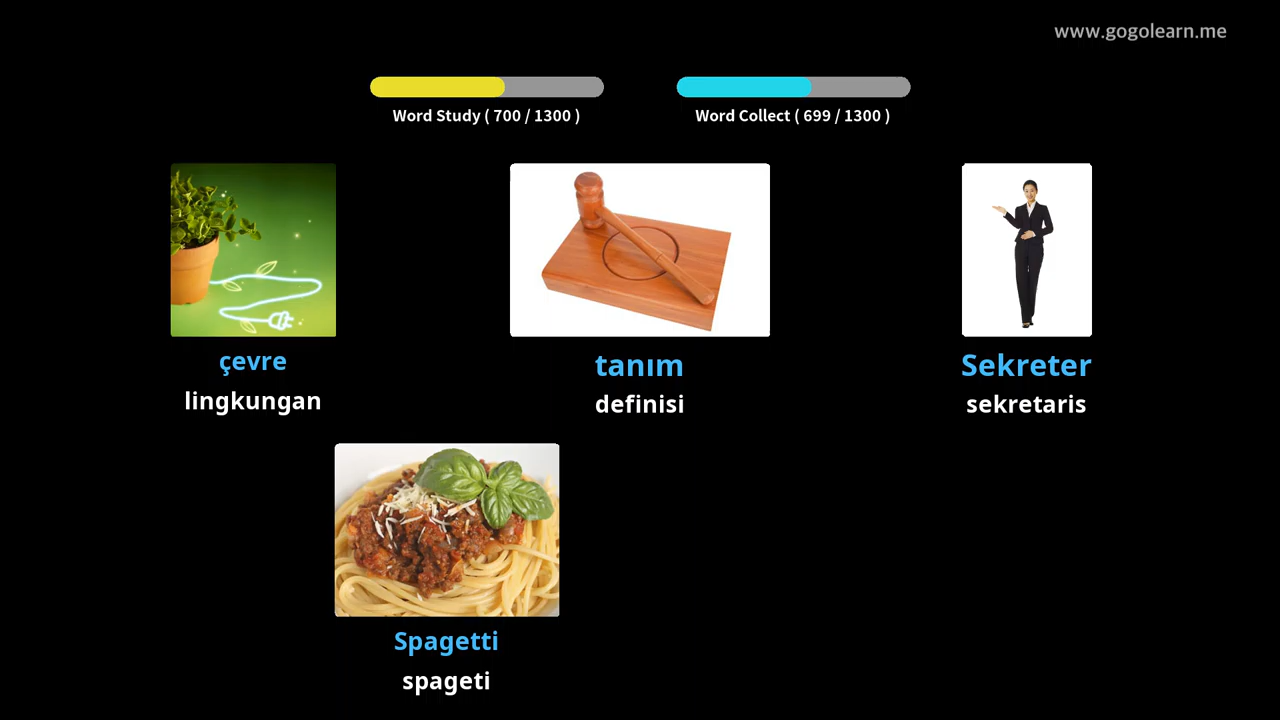 www.gogolearn.me
Word Study ( 700 / 1300 )
Word Collect ( 699 / 1300 )
çevre
lingkungan
tanım
definisi
Sekreter
sekretaris
Spagetti
spageti